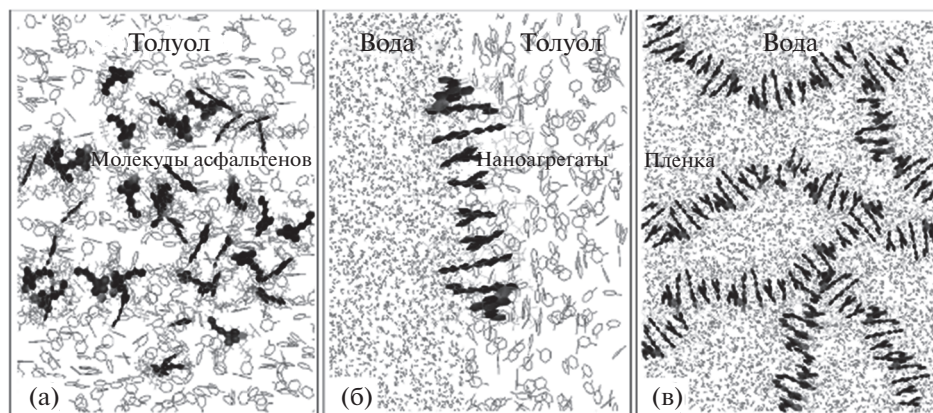 Толуол
Молекулы асфальтенов
(а)
Вода
Толуол
Наноагрегаты
(б)
Вода
Пленка
(в)